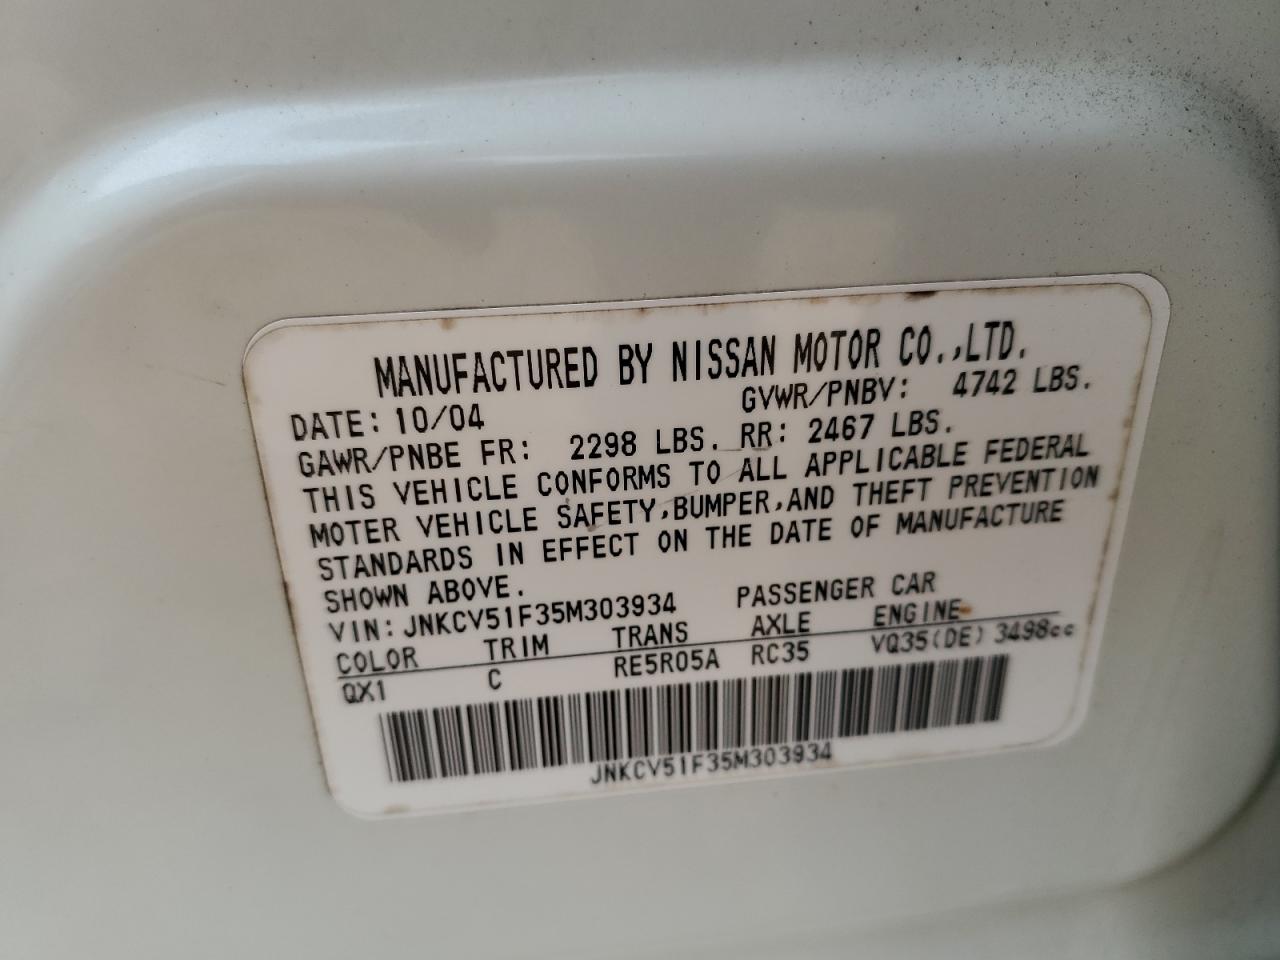 MANUFACTURED BY NISSAN MOTOR CO.,LTD.
DATE: 10/04 GVWR/PNBV: 4742 LBS.
GAWR/PNBE FR: 2298 LBS. RR: 2467 LBS.
THIS VEHICLE CONFORMS TO ALL APPLICABLE FEDERAL
MOTER VEHICLE SAFETY,BUMPER,AND THEFT PREVENTION
STANDARDS IN EFFECT ON THE DATE OF MANUFACTURE
SHOWN ABOVE.
VIN: JNKCV51F35M303934 PASSENGER CAR
COLOR TRIM TRANS AXLE ENGINE
QX1 C RE5R05A RC35 VQ35(DE) 3498cc
JNKCV51F35M303934